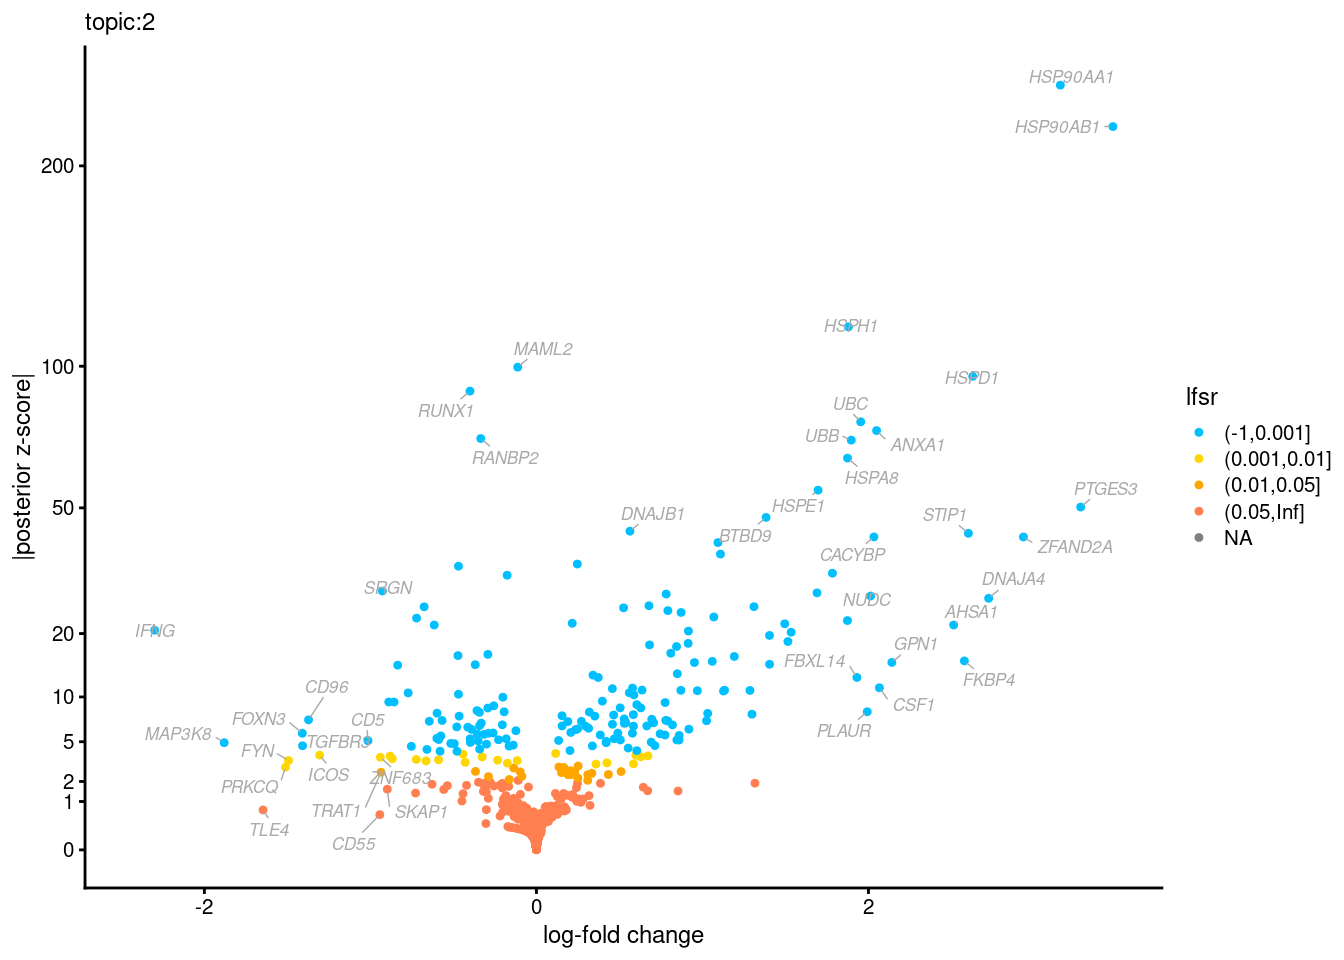 topic:2
HSP90AA1
HSP90AB1
200
HSPH1
MAML2
100
HSPD1
RUNX1
UBC
UBB
ANXA1
RANBP2
HSPA8
|posterior z-score|
50
HSPE1
PTGES3
DNAJB1
STIP1
BTBD9
ZFAND2A
CACYBP
DNAJA4
SRGN
NUDC
AHSA1
20
IFNG
GPN1
FBXL14
FKBP4
10
CD96
CSF1
FOXN3
CD5
PLAUR
MAP3K8
5
TGFBR3
FYN
ICOS
ZNF683
2
PRKCQ
1
TRAT1
SKAP1
TLE4
CD55
0
-2
0
2
log-fold change
lfsr
(-1,0.001]
(0.001,0.01]
(0.01,0.05]
(0.05,Inf]
NA